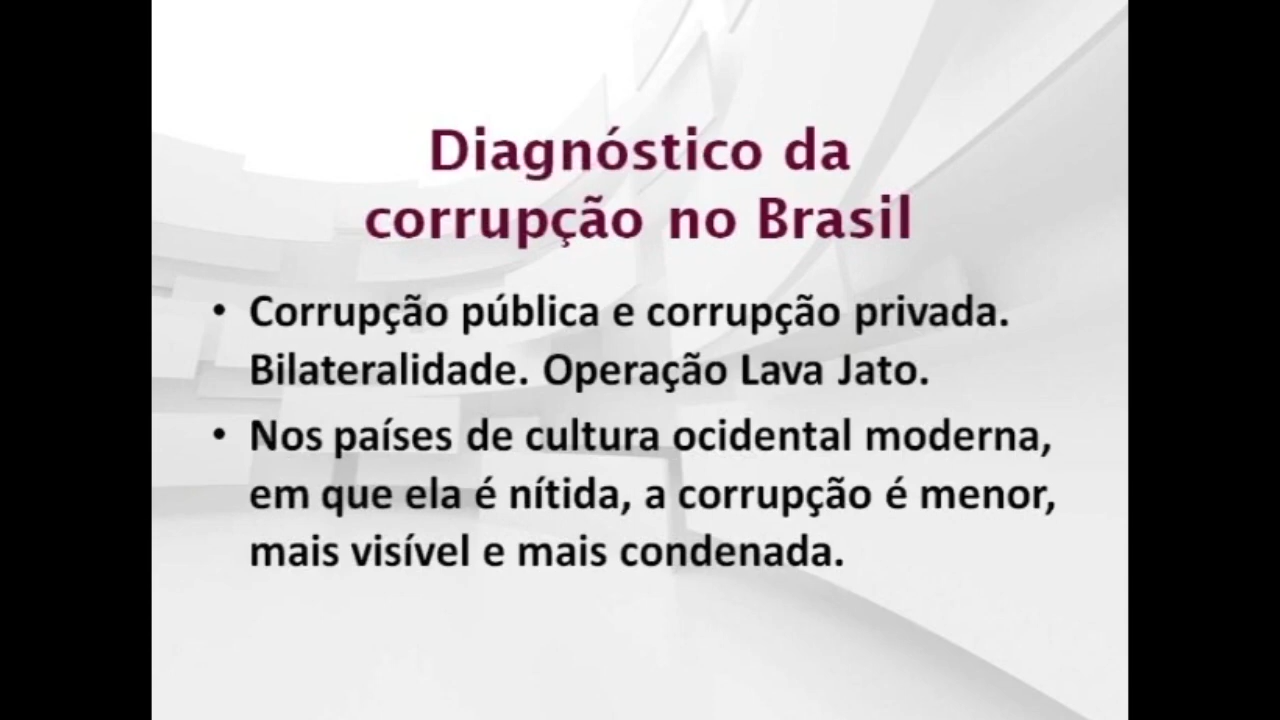 Diagnóstico da
corrupção no Brasil
• Corrupção pública e corrupção privada.
Bilateralidade. Operação Lava Jato.
• Nos países de cultura ocidental moderna,
em que ela é nítida, a corrupção é menor,
mais visível e mais condenada.